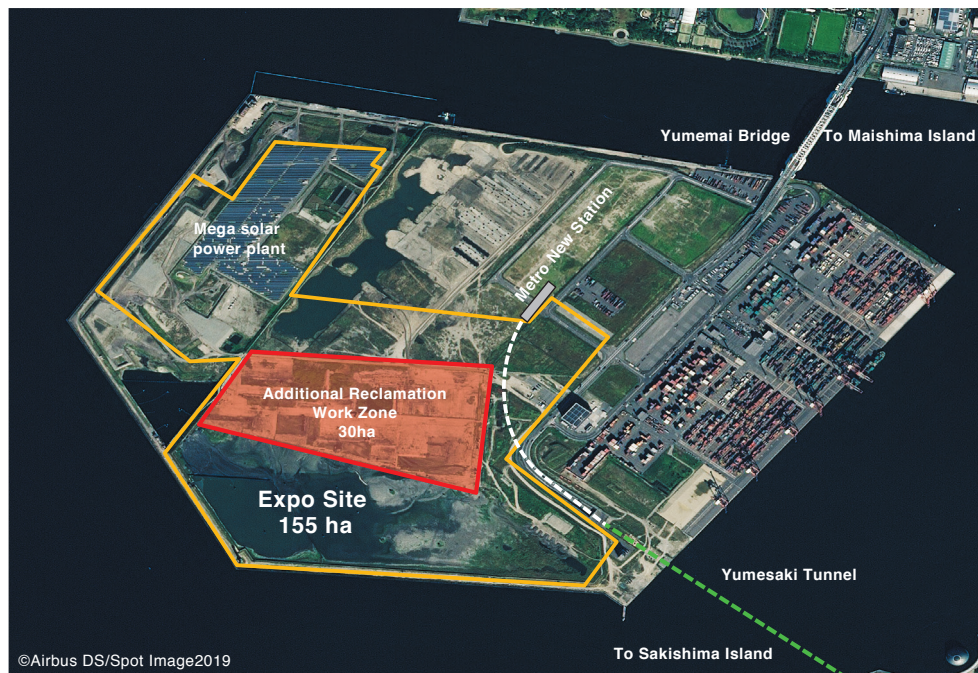 Yumemai Bridge
To Maishima Island
Mega solar
power plant
Metro New Station
Additional Reclamation
Work Zone
30ha
Expo Site
155 ha
Yumesaki Tunnel
To Sakishima Island
©Airbus DS/Spot Image2019